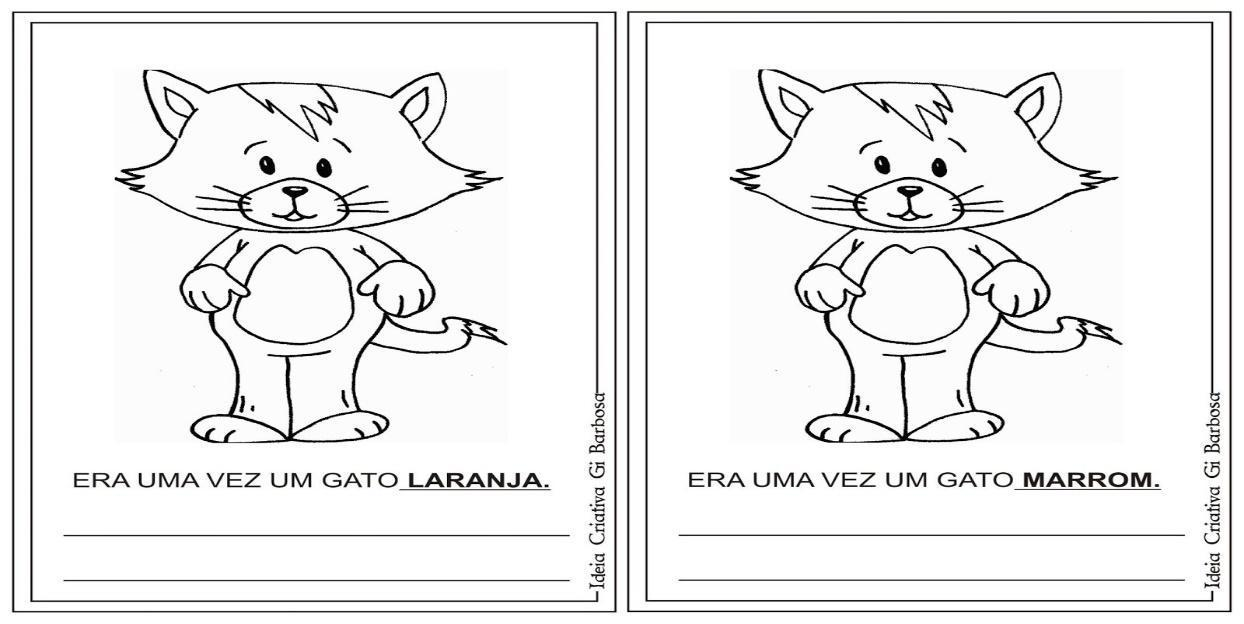 ERA UMA VEZ UM GATO LARANJA.
Ideia Criativa Gi Barbosa
ERA UMA VEZ UM GATO MARROM.
Ideia Criativa Gi Barbosa